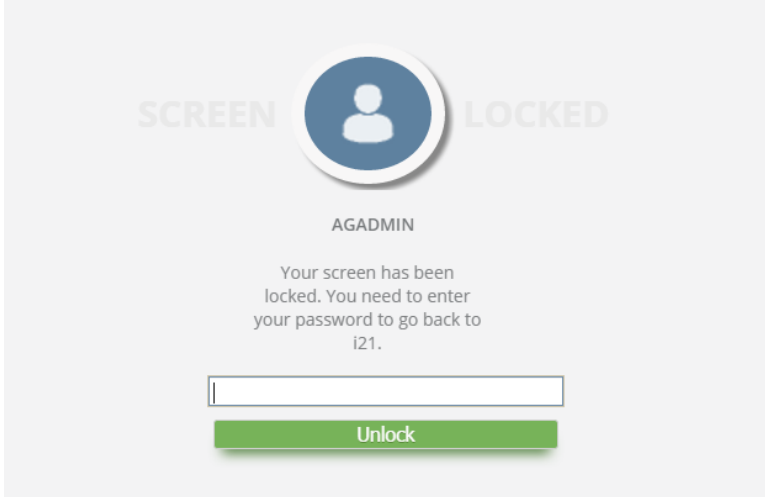 SCREEN LOCKED
AGADMIN
Your screen has been
locked. You need to enter
your password to go back to
i21.
Unlock